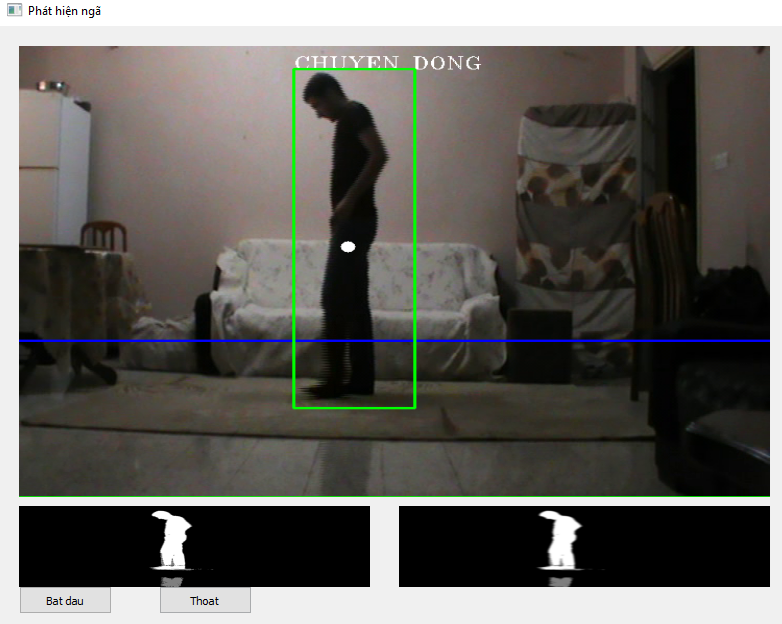 Phát hiện ngã
CHUYEN DONG
Bat dau
Thoat